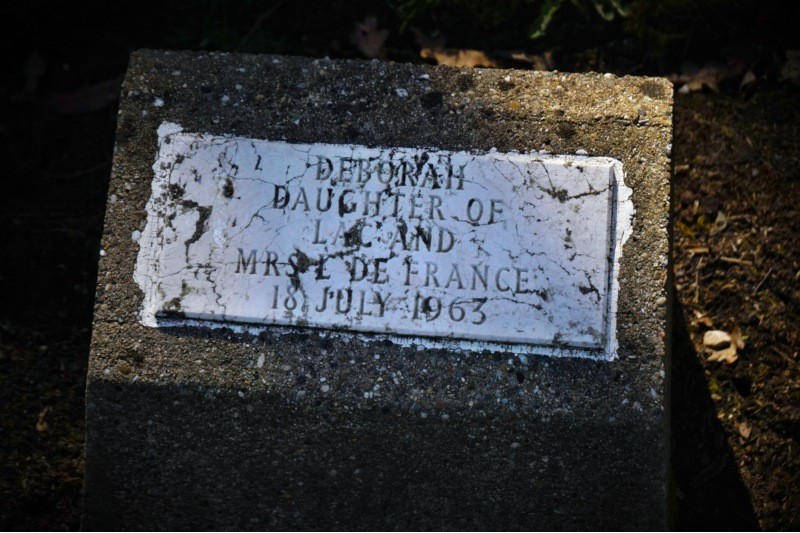 DEBORAH
DAUGHTER OF
LAC AND
MRS L DE FRANCE
18 JULY 1963